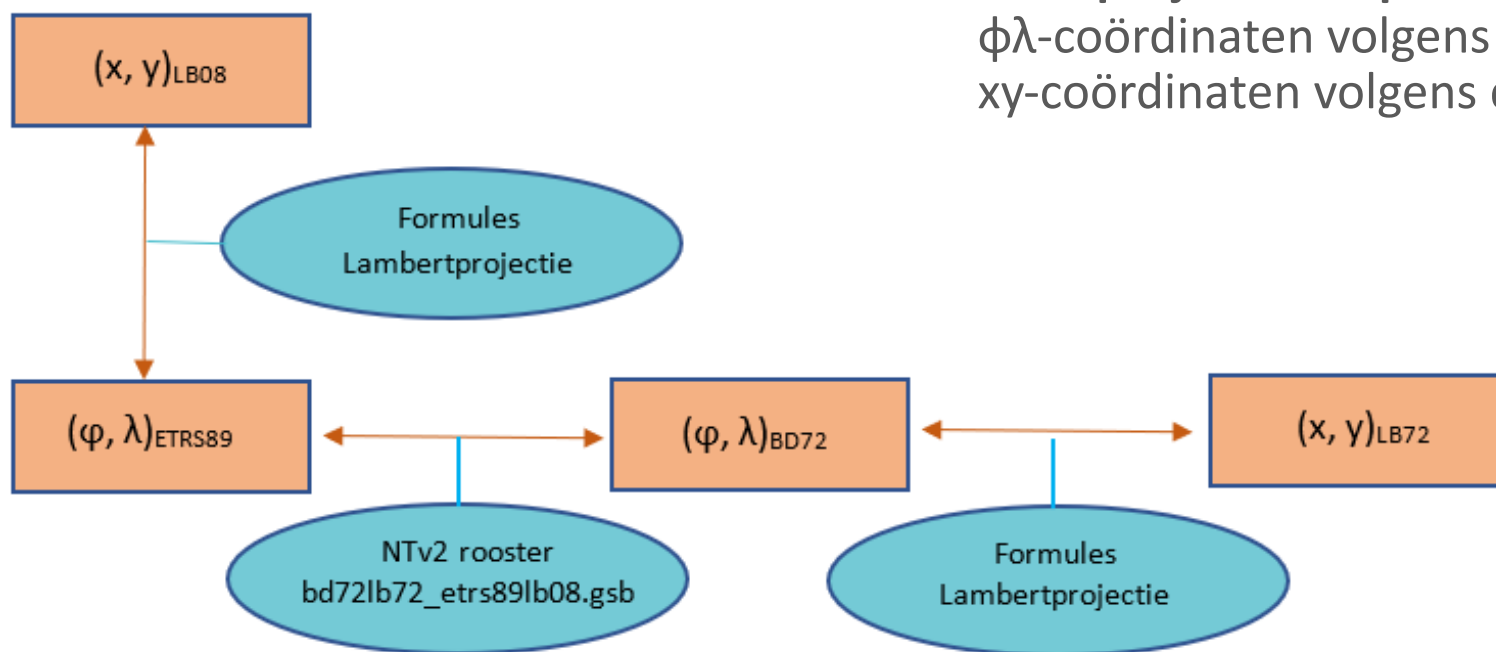 (x, y)LB08
φλ-coördinaten volgens
xy-coördinaten volgens
Formules
Lambertprojectie
(φ, λ)ETRS89
(φ, λ)BD72
(x, y)LB72
NTv2 rooster
bd72lb72_etrs89lb08.gsb
Formules
Lambertprojectie